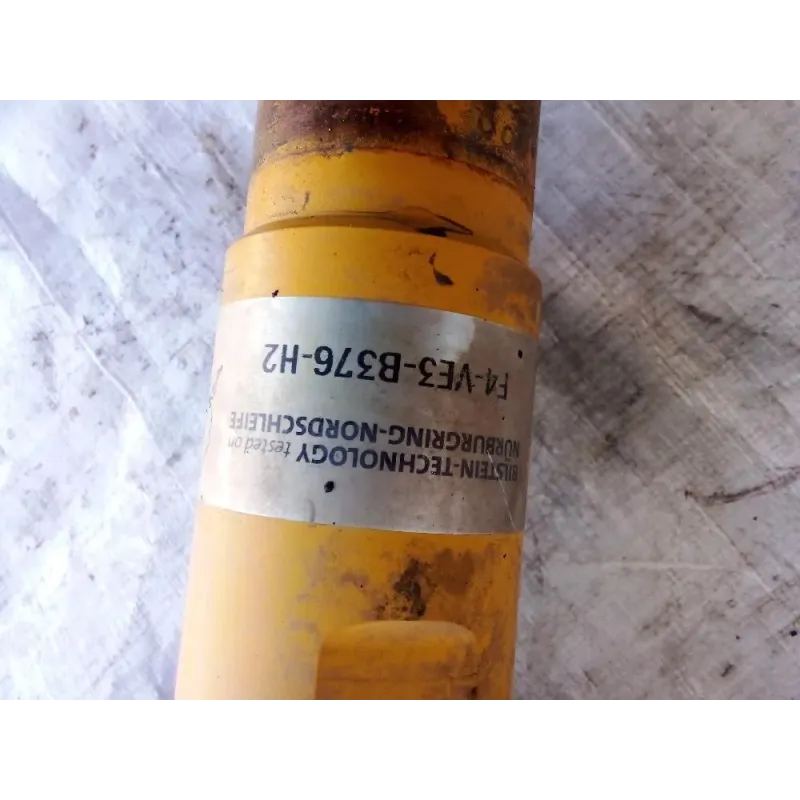 BILSTEIN-TECHNOLOGY tested on
NÜRBURGRING-NORDSCHLEIFE
F4-VE3-B376-H2